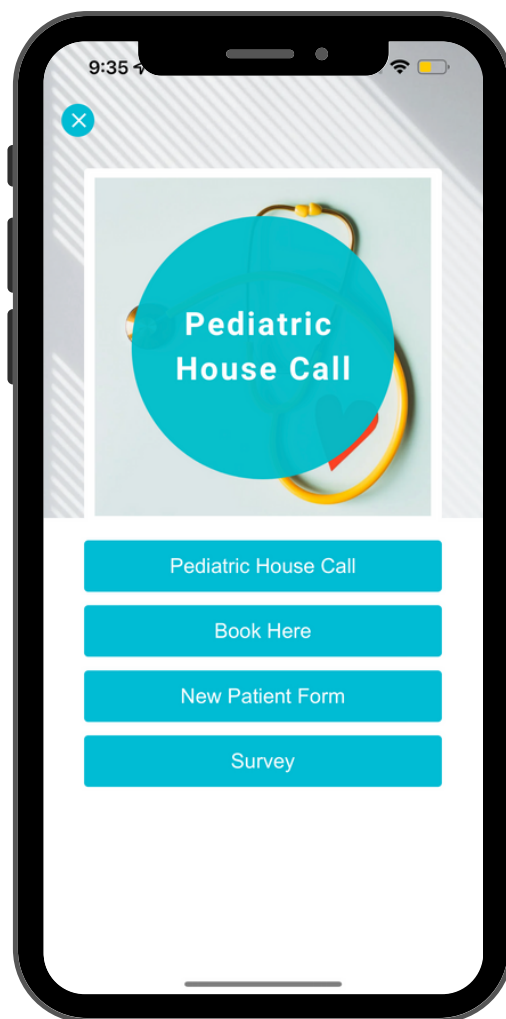 9:35
Pediatric
House Call
Pediatric House Call
Book Here
New Patient Form
Survey